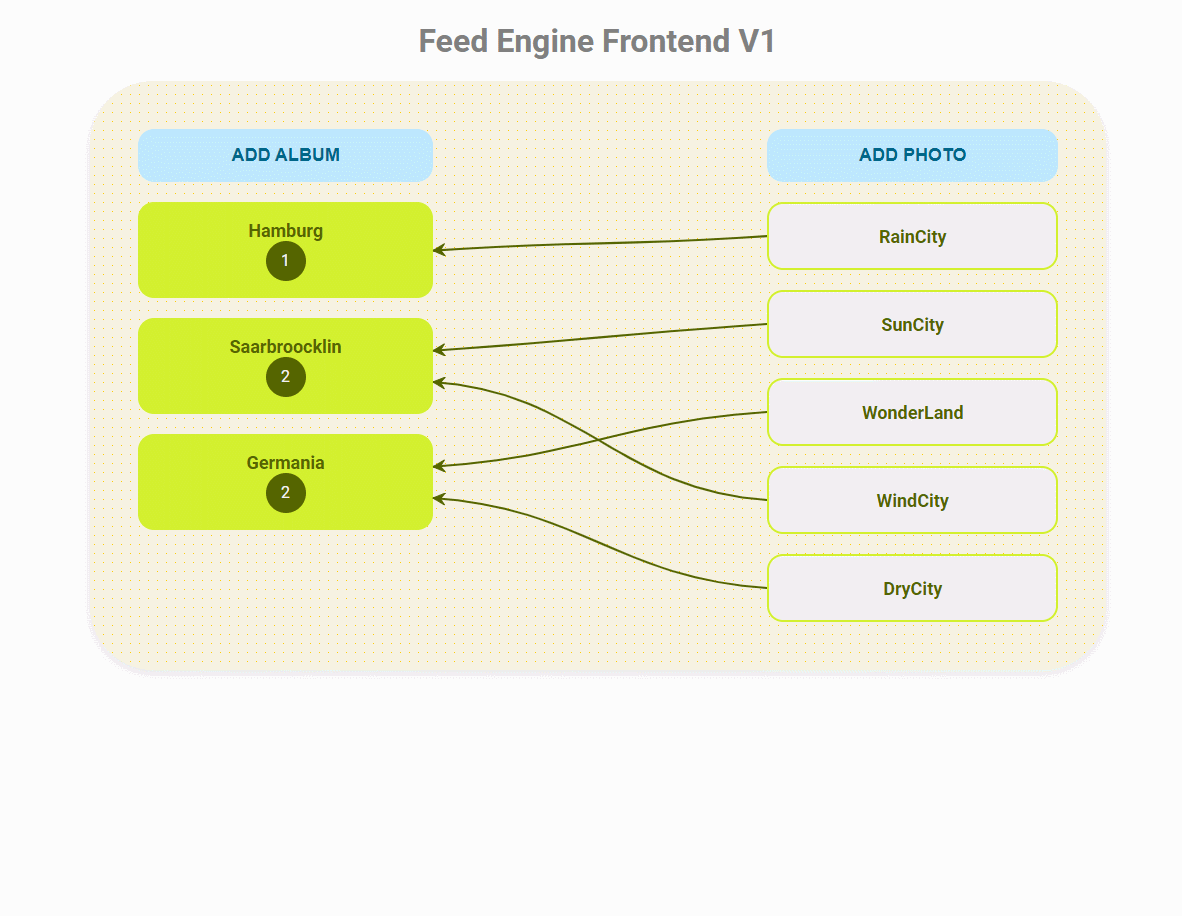 Feed Engine Frontend V1
ADD ALBUM
Hamburg
1
Saarbroocklin
2
Germania
2
ADD PHOTO
RainCity
SunCity
WonderLand
WindCity
DryCity